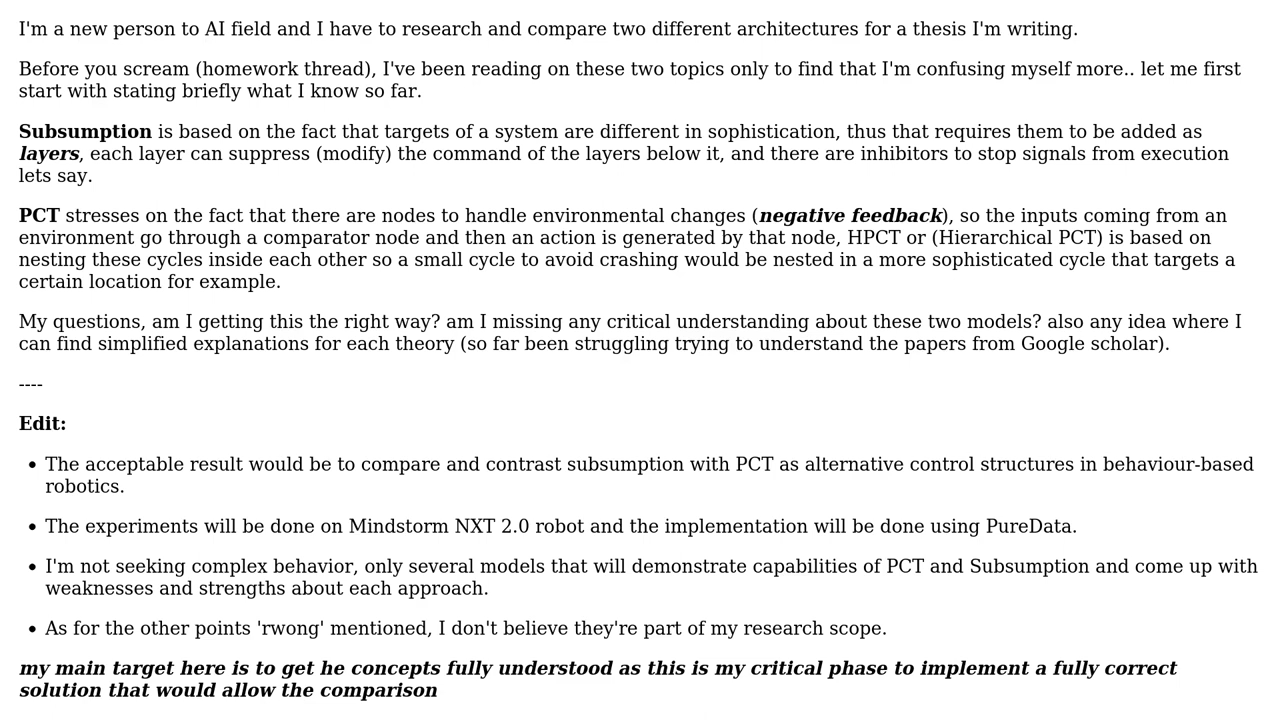 I'm a new person to AI field and I have to research and compare two different architectures for a thesis I'm writing.
Before you scream (homework thread), I've been reading on these two topics only to find that I'm confusing myself more.. let me first
start with stating briefly what I know so far.
Subsumption is based on the fact that targets of a system are different in sophistication, thus that requires them to be added as
layers, each layer can suppress (modify) the command of the layers below it, and there are inhibitors to stop signals from execution
lets say.
PCT stresses on the fact that there are nodes to handle environmental changes (negative feedback), so the inputs coming from an
environment go through a comparator node and then an action is generated by that node, HPCT or (Hierarchical PCT) is based on
nesting these cycles inside each other so a small cycle to avoid crashing would be nested in a more sophisticated cycle that targets a
certain location for example.
My questions, am I getting this the right way? am I missing any critical understanding about these two models? also any idea where I
can find simplified explanations for each theory (so far been struggling trying to understand the papers from Google scholar).
----
Edit:
• The acceptable result would be to compare and contrast subsumption with PCT as alternative control structures in behaviour-based
robotics.
• The experiments will be done on Mindstorm NXT 2.0 robot and the implementation will be done using PureData.
• I'm not seeking complex behavior, only several models that will demonstrate capabilities of PCT and Subsumption and come up with
weaknesses and strengths about each approach.
• As for the other points 'rwong' mentioned, I don't believe they're part of my research scope.
my main target here is to get he concepts fully understood as this is my critical phase to implement a fully correct
solution that would allow the comparison